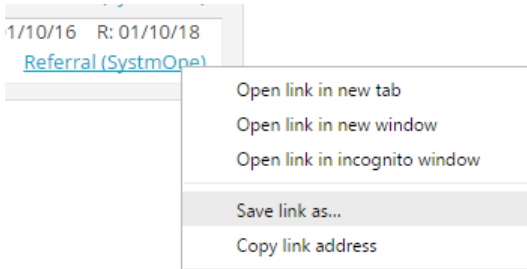 1/10/16 R: 01/10/18
Referral (SystmOne)
Open link in new tab
Open link in new window
Open link in incognito window
Save link as...
Copy link address